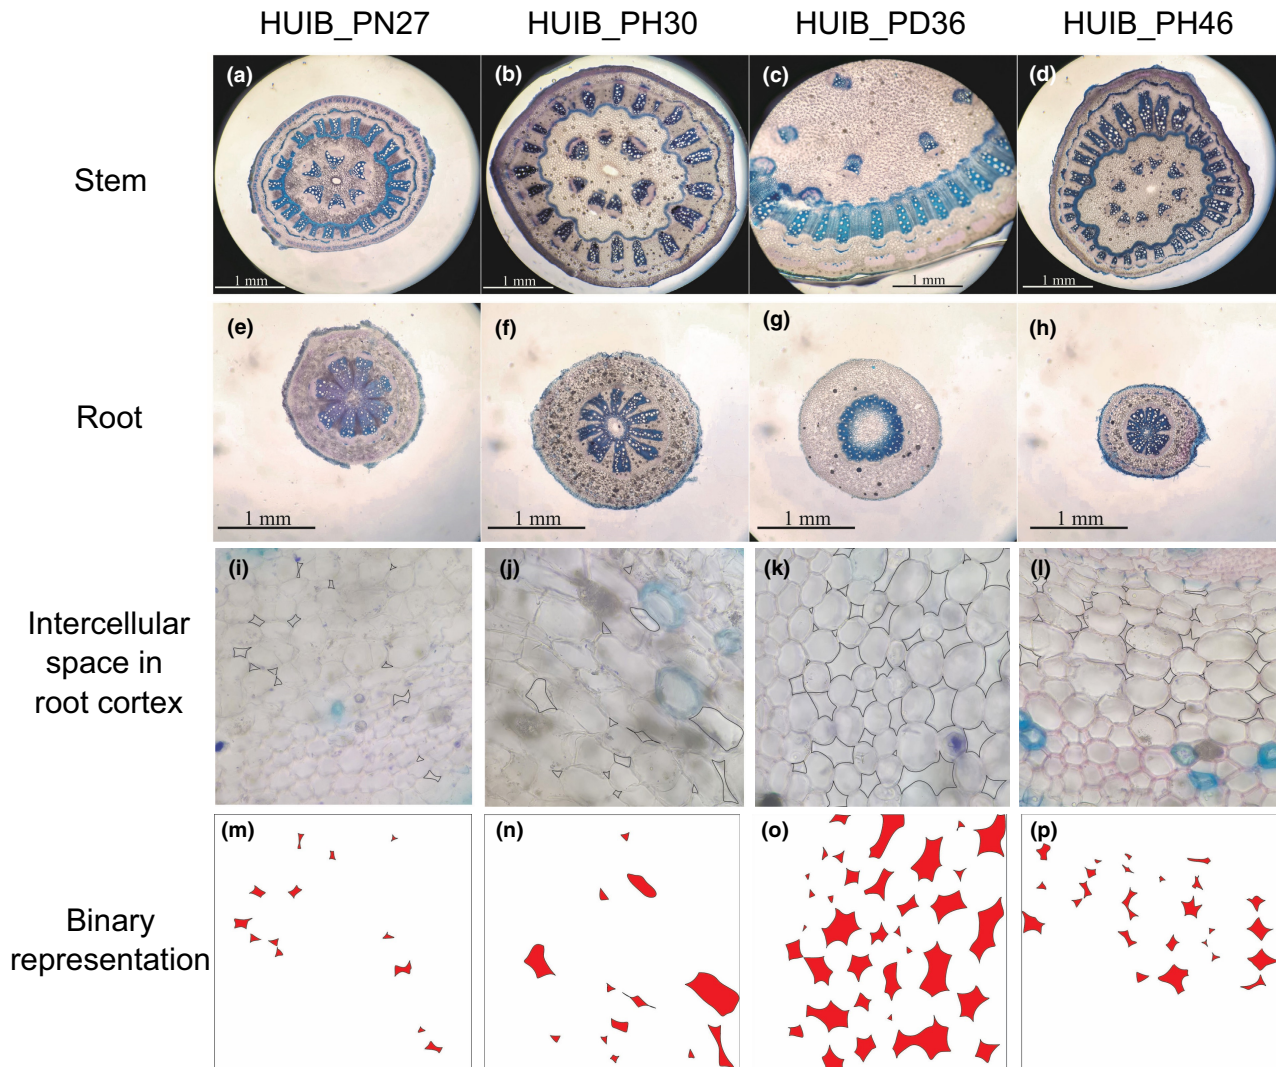 HUIB_PN27 HUIB_PH30 HUIB_PD36 HUIB_PH46
Stem
(a) (b) (c) (d)
1 mm 1 mm 1 mm 1 mm
Root
(e) (f) (g) (h)
1 mm 1 mm 1 mm 1 mm
Intercellular
space in
root cortex
(i) (j) (k) (l)
Binary
representation
(m) (n) (o) (p)